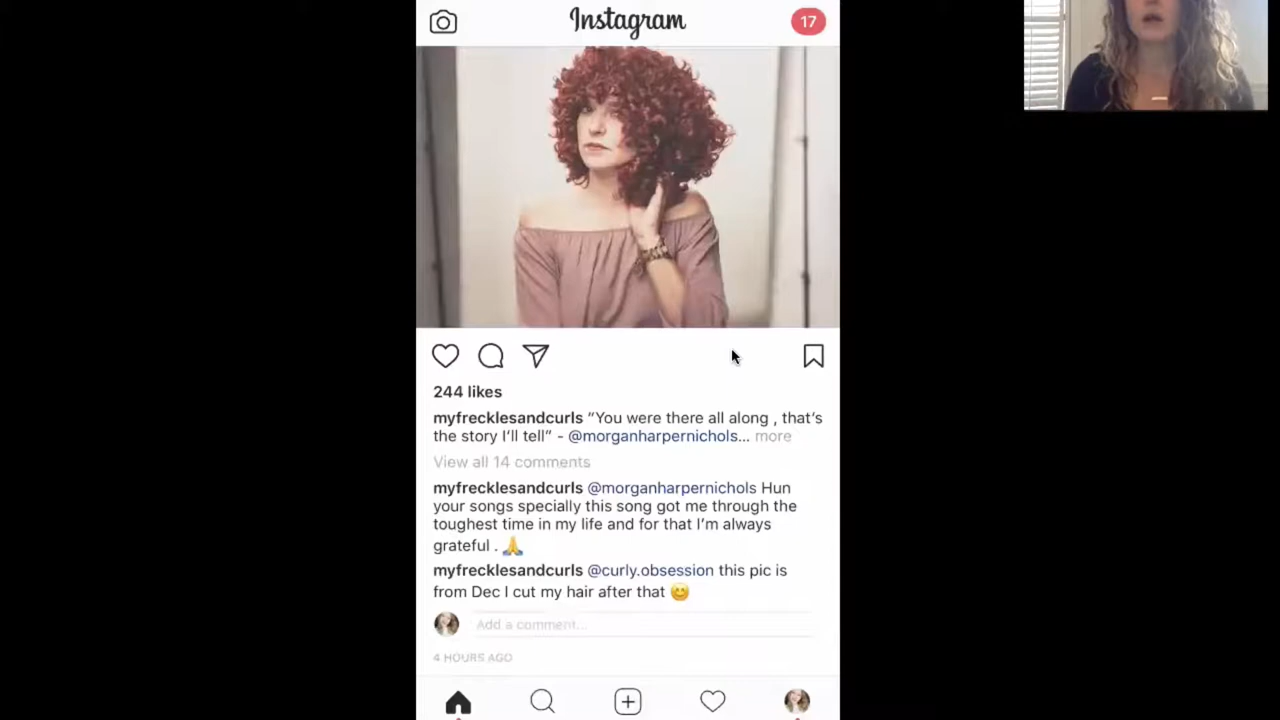 Instagram
17
244 likes
myfrecklesandcurls “You were there all along , that’s
the story I’ll tell” - @morganharpernichols... more
View all 14 comments
myfrecklesandcurls @morganharpernichols Hun
your songs specially this song got me through the
toughest time in my life and for that I’m always
grateful . 🙏
myfrecklesandcurls @curly.obsession this pic is
from Dec I cut my hair after that 😊
Add a comment...
4 HOURS AGO